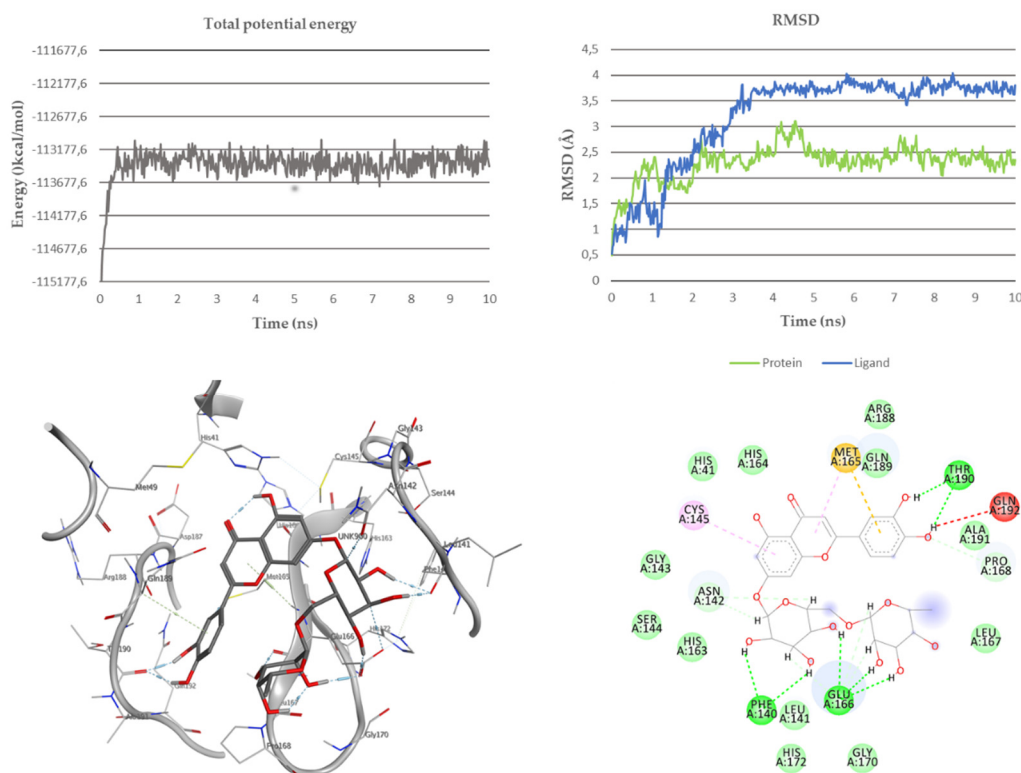 Total potential energy
-111677,6
-112177,6
-112677,6
-113177,6
-113677,6
-114177,6
-114677,6
-115177,6
Energy (0kcal/mol)
0 1 2 3 4 5 6 7 8 9 10
Time (ns)
RMSD
4,5
4
3,5
3
2,5
2
1,5
1
0,5
0
RMSD (Å)
0 1 2 3 4 5 6 7 8 9 10
Time (ns)
Protein Ligand
His41
Met49
Asp187
Arg188
Gln189
Met165
Cys145
Gly143
Asn142
Ser144
UNK900
His163
Leu141
Glu166
Pro168
Gly170
ARG
A:188
HIS
A:41
HIS
A:164
MET
A:165
GLN
A:189
THR
A:190
GLN
A:192
CYS
A:145
ALA
A:191
PRO
A:168
GLY
A:143
ASN
A:142
SER
A:144
HIS
A:163
LEU
A:167
PHE
A:140
LEU
A:141
GLU
A:166
HIS
A:172
GLY
A:170
O
O
O
O
O
O
O
O
O
O
O
O
H
H
H
H
H
H
H
H
H
H